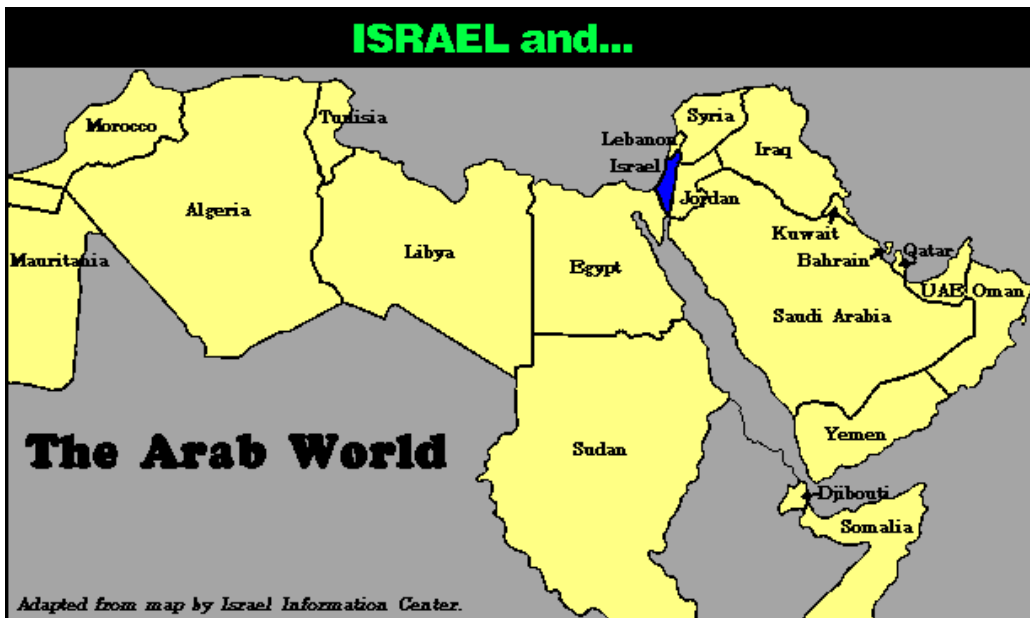 ISRAEL and...
Morocco
Tunisia
Algeria
Libya
Mauritania
Egypt
Sudan
Syria
Lebanon
Israel
Iraq
Jordan
Kuwait
Bahrain
Qatar
UAE
Oman
Saudi Arabia
Yemen
Djibouti
Somalia
The Arab World
Adapted from map by Israel Information Center.